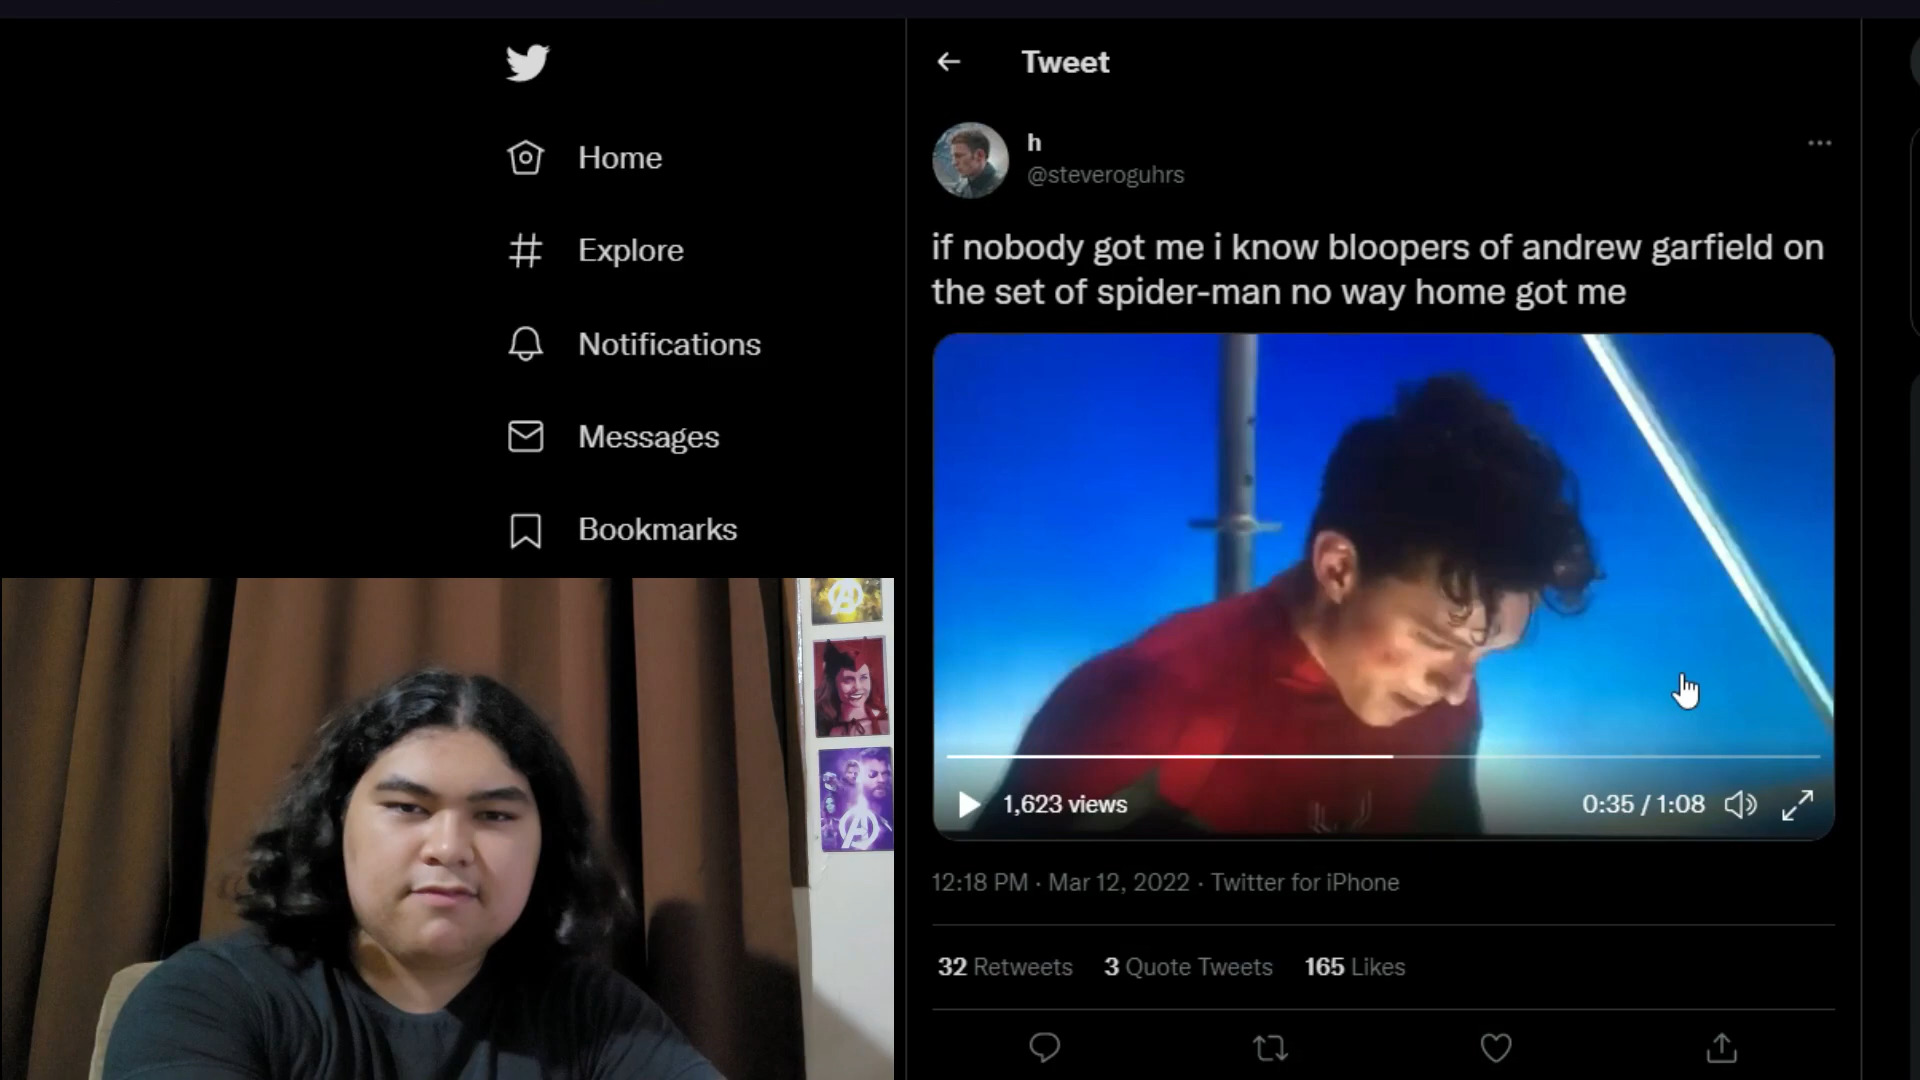 Home
Explore
Notifications
Messages
Bookmarks
Tweet
h
@steveroguhrs
if nobody got me i know bloopers of andrew garfield on
the set of spider-man no way home got me
1,623 views
0:35 / 1:08
12:18 PM · Mar 12, 2022 · Twitter for iPhone
32 Retweets 3 Quote Tweets 165 Likes